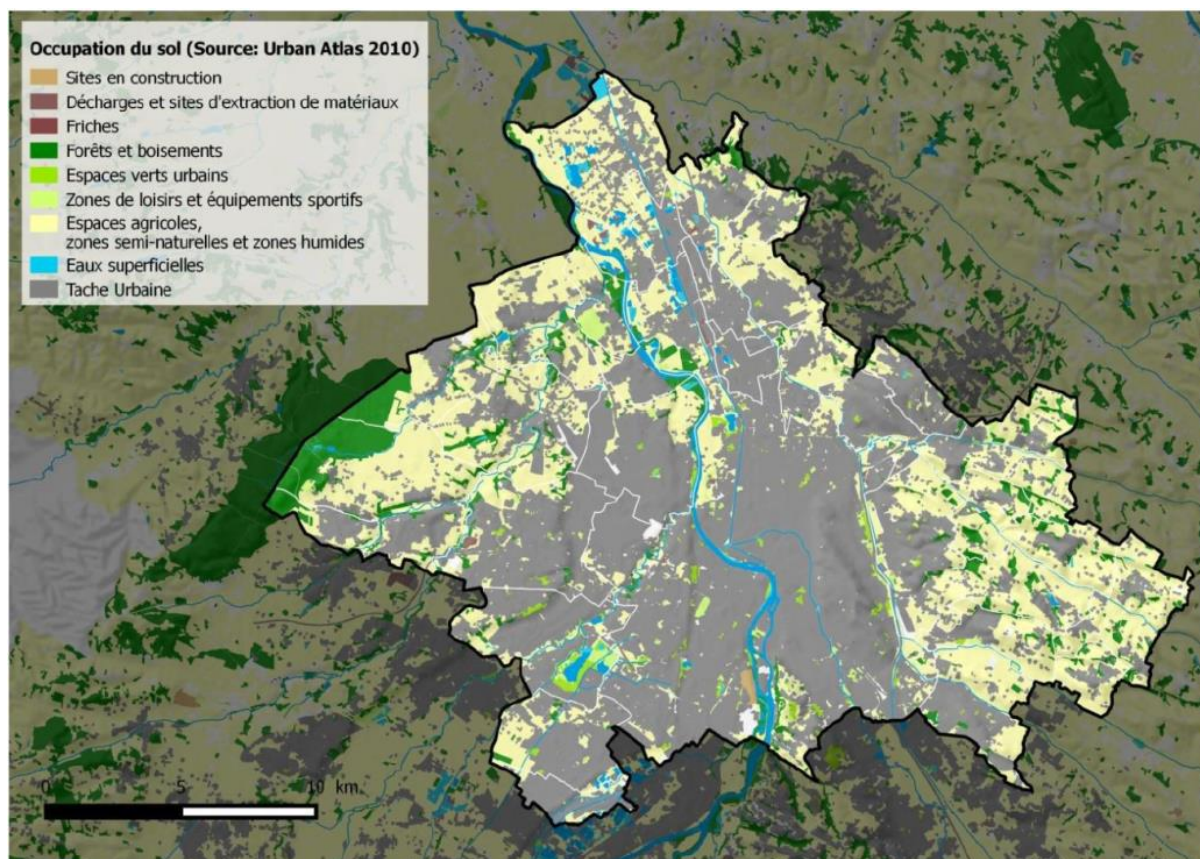 Occupation du sol (Source: Urban Atlas 2010)
Sites en construction
Décharges et sites d'extraction de matériaux
Friches
Forêts et boisements
Espaces verts urbains
Zones de loisirs et équipements sportifs
Espaces agricoles,
zones semi-naturelles et zones humides
Eaux superficielles
Tache Urbaine
0 5 10 km.